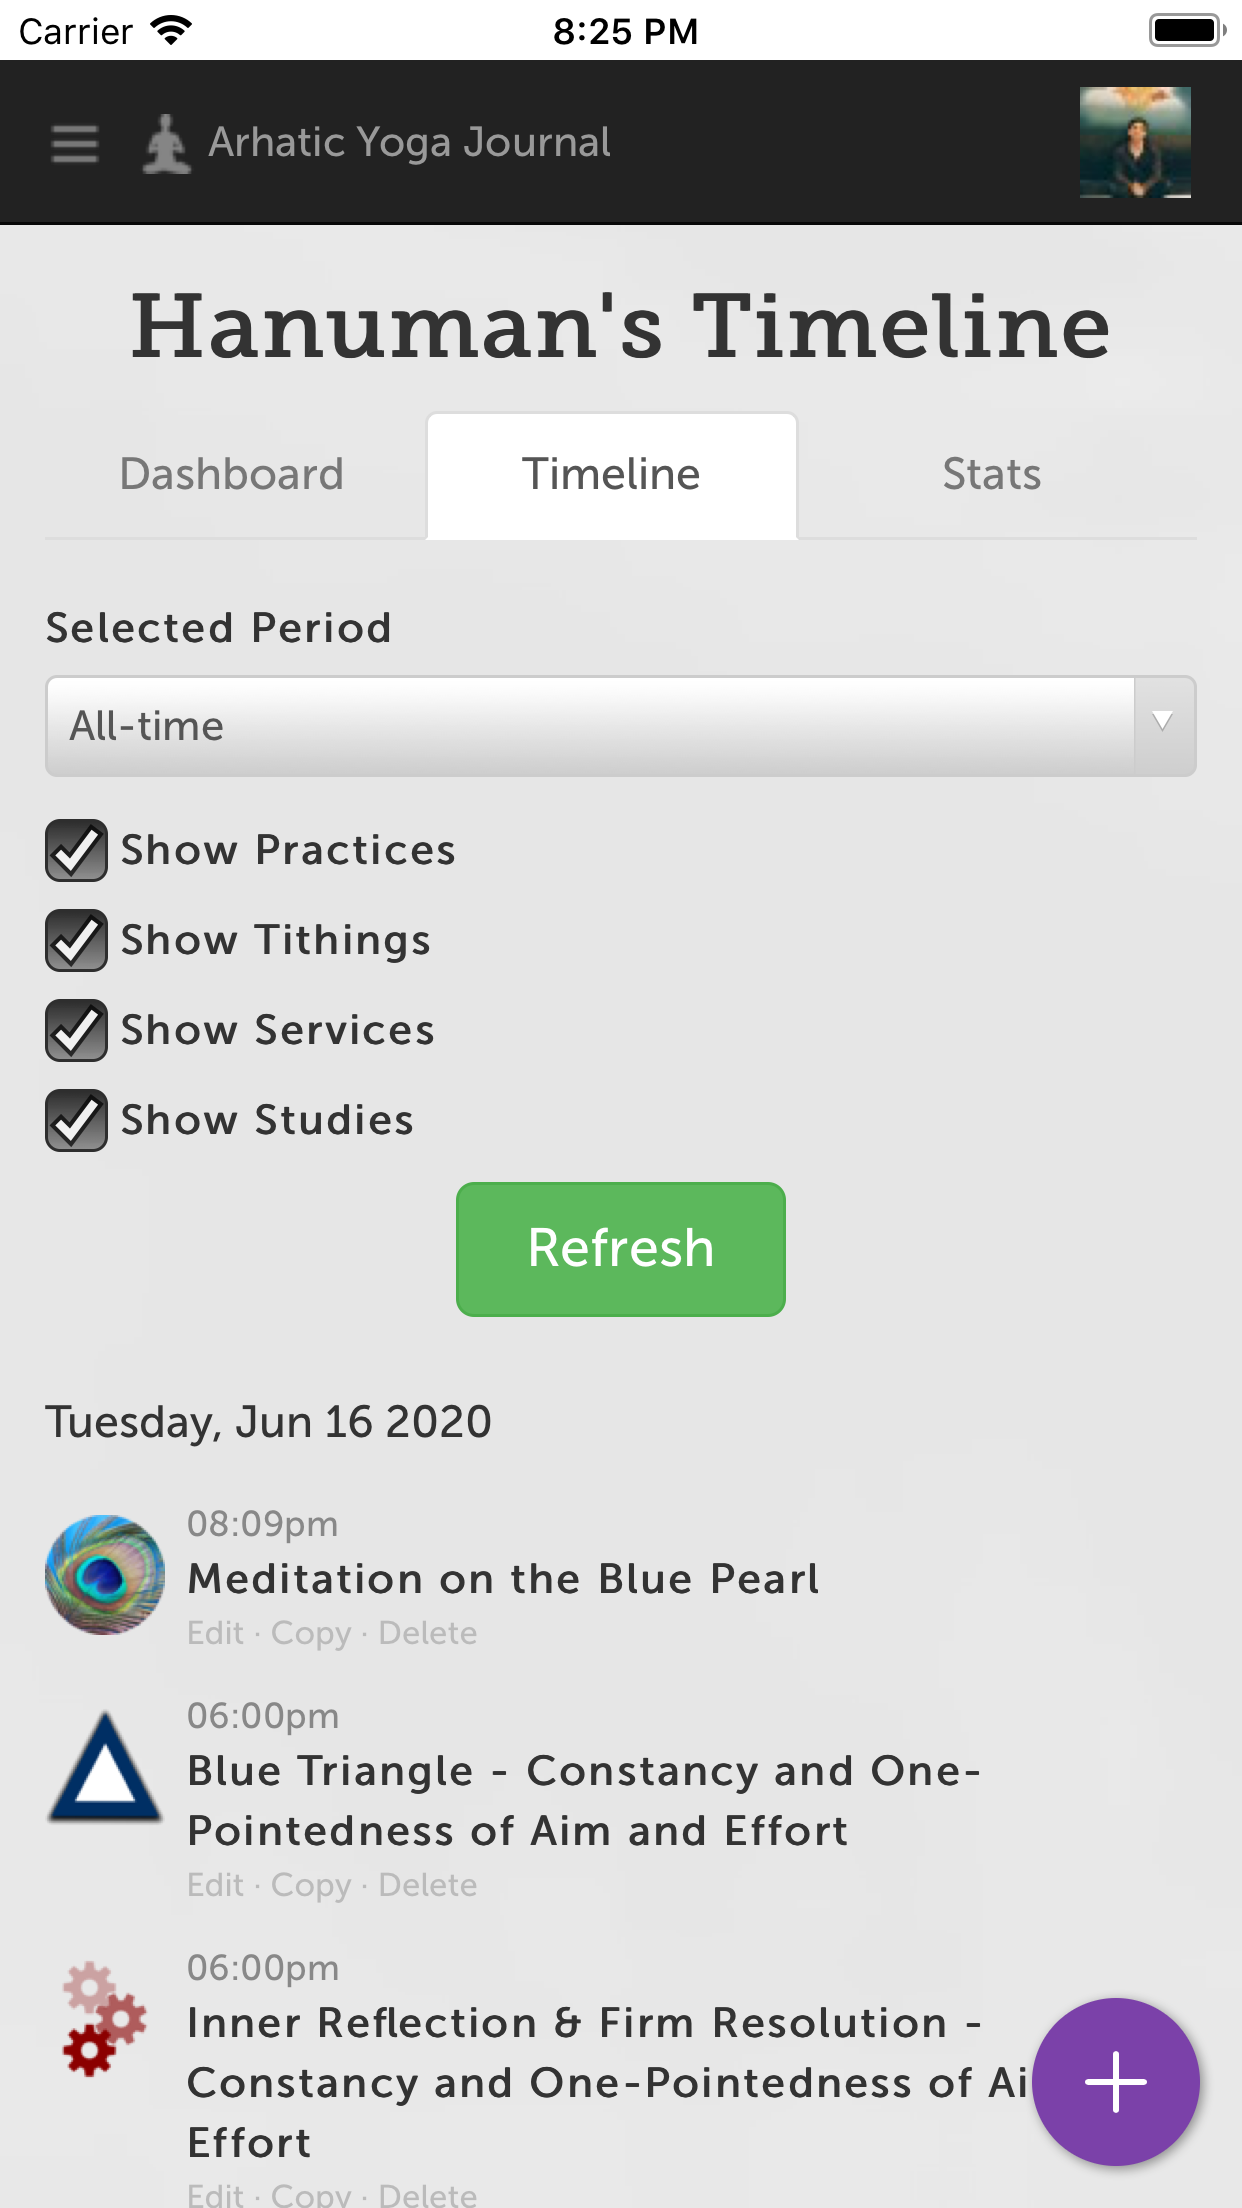 Carrier 8:25 PM
Arhatic Yoga Journal
Hanuman's Timeline
Dashboard Timeline Stats
Selected Period
All-time
Show Practices
Show Tithings
Show Services
Show Studies
Refresh
Tuesday, Jun 16 2020
08:09pm
Meditation on the Blue Pearl
Edit · Copy · Delete
06:00pm
Blue Triangle - Constancy and One-
Pointedness of Aim and Effort
Edit · Copy · Delete
06:00pm
Inner Reflection & Firm Resolution -
Constancy and One-Pointedness of Ai
Effort
Edit · Copy · Delete